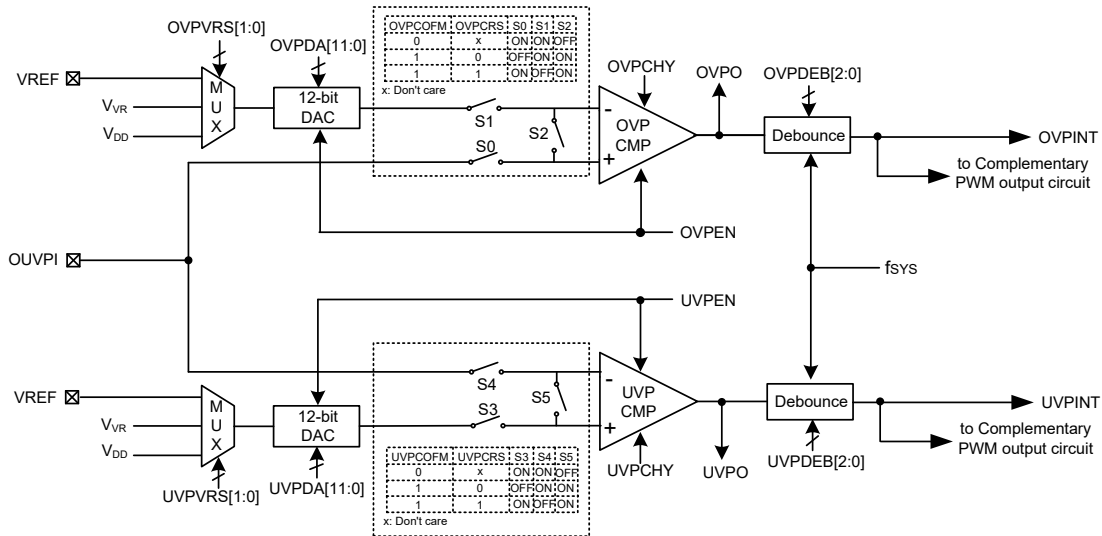 OVPVRS[1:0]
VREF
VVR
VDD
M
U
X
OVPDA[11:0]
12-bit
DAC
OVPCOFM OVPCRS S0 S1 S2
0 x ON ON OFF
1 0 OFF ON ON
1 1 ON OFF ON
x: Don't care
S1
S2
S0
OVPCHY
-
OVP
CMP
+
OVPO
OVPDEB[2:0]
Debounce
OVPINT
to Complementary
PWM output circuit
OVPEN
OUVPI
fSYS
UVPEN
VREF
VVR
VDD
M
U
X
UVPVRS[1:0]
12-bit
DAC
UVPDA[11:0]
S4
S5
S3
UVPCOFM UVPCRS S3 S4 S5
0 x ON ON OFF
1 0 OFF ON ON
1 1 ON OFF ON
x: Don't care
-
UVP
CMP
+
UVPCHY
UVPO
Debounce
UVPDEB[2:0]
UVPINT
to Complementary
PWM output circuit